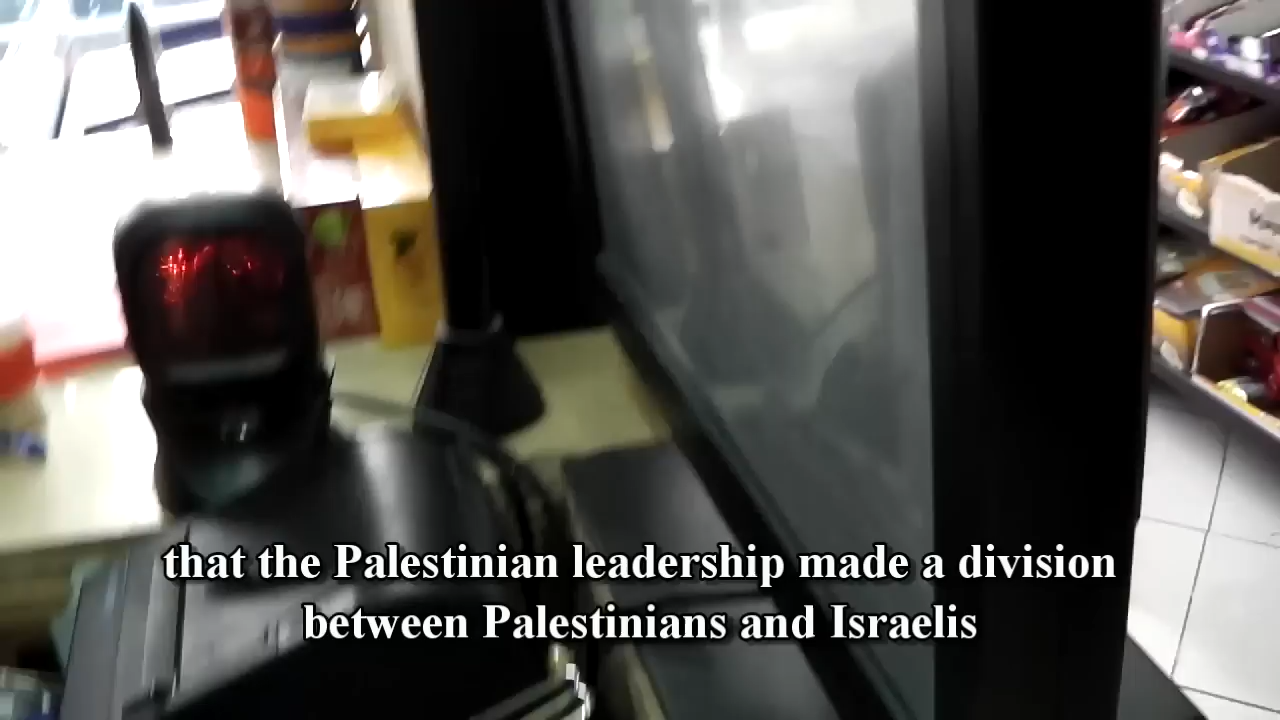 that the Palestinian leadership made a division
between Palestinians and Israelis